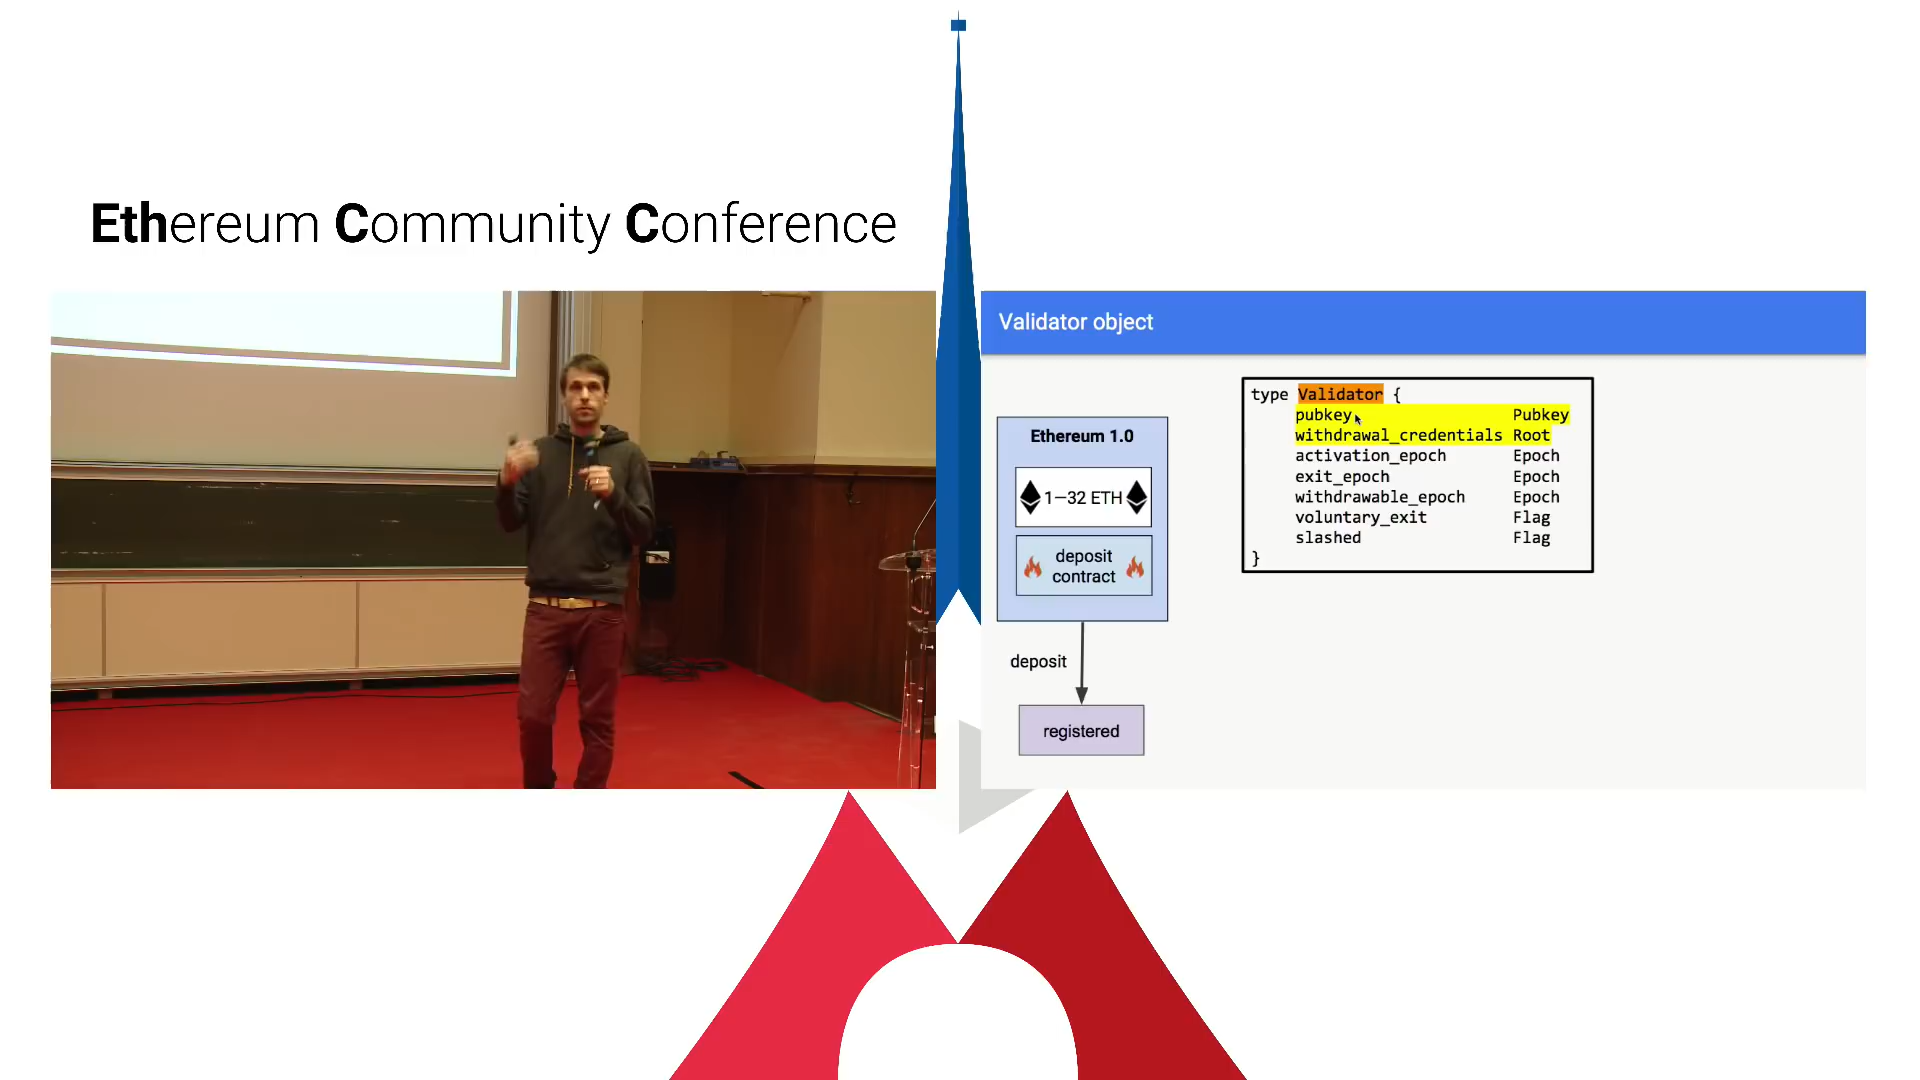 Ethereum Community Conference
Validator object
Ethereum 1.0
1—32 ETH
deposit
contract
deposit
registered
type Validator {
pubkey Pubkey
withdrawal_credentials Root
activation_epoch Epoch
exit_epoch Epoch
withdrawable_epoch Epoch
voluntary_exit Flag
slashed Flag
}